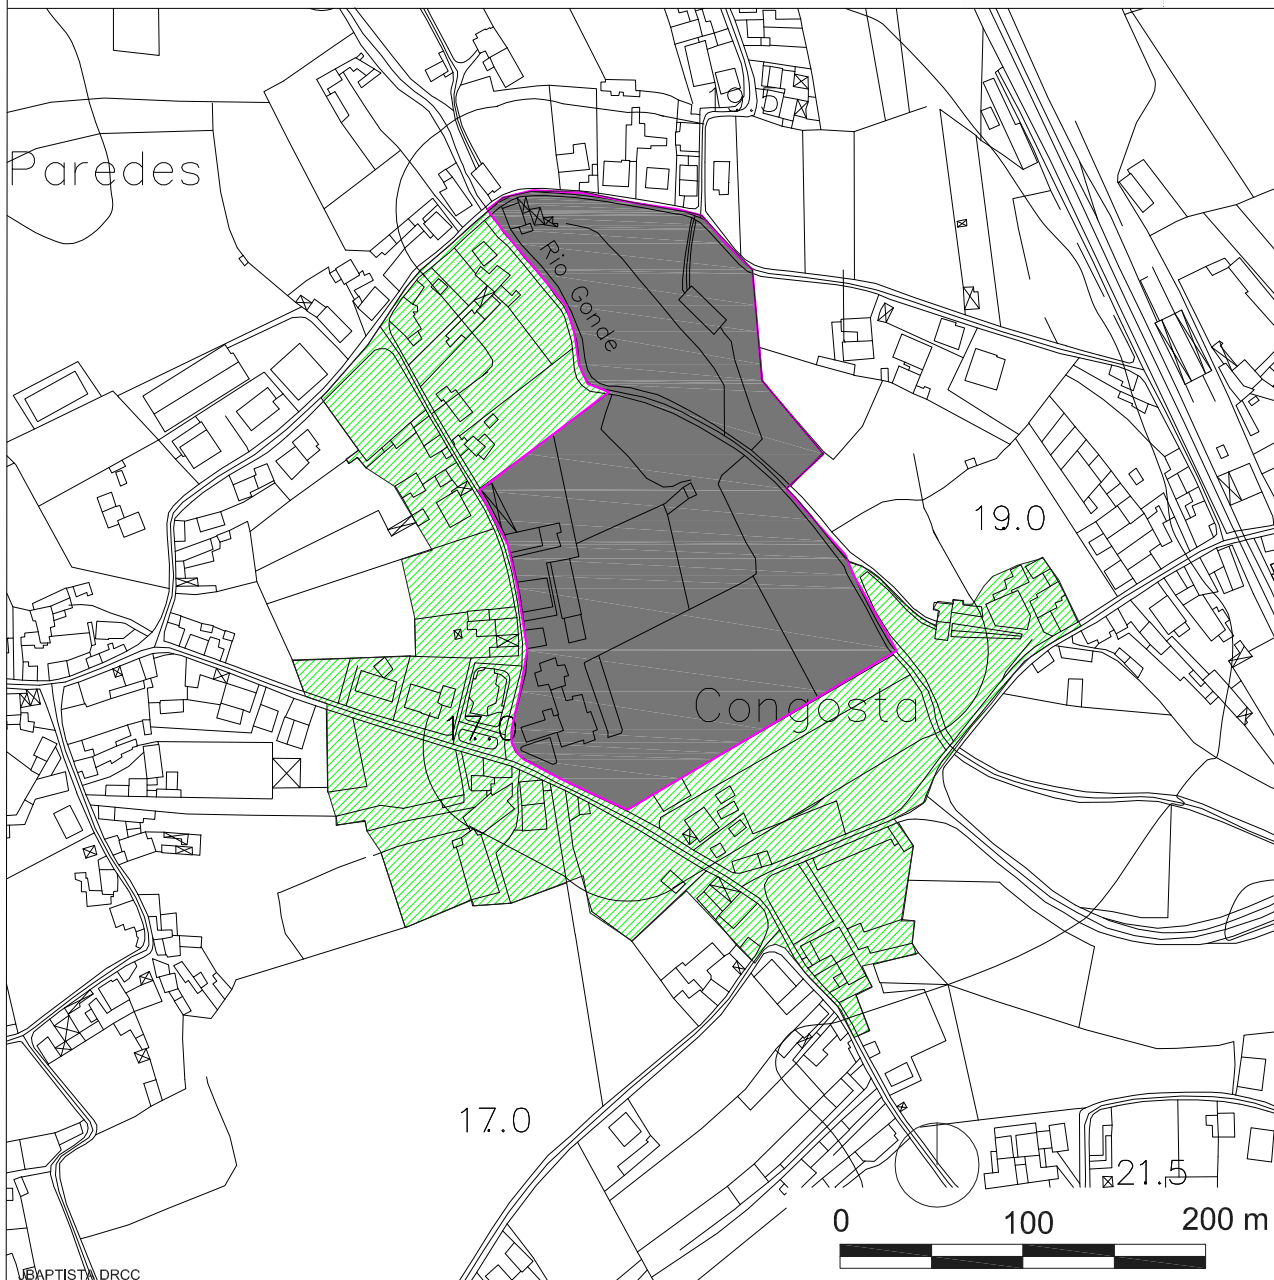 Paredes
Rio Gonde
19.0
Congosta
17.0
17.0
21.5
0 100 200 m
JBAPTISTA DRCC